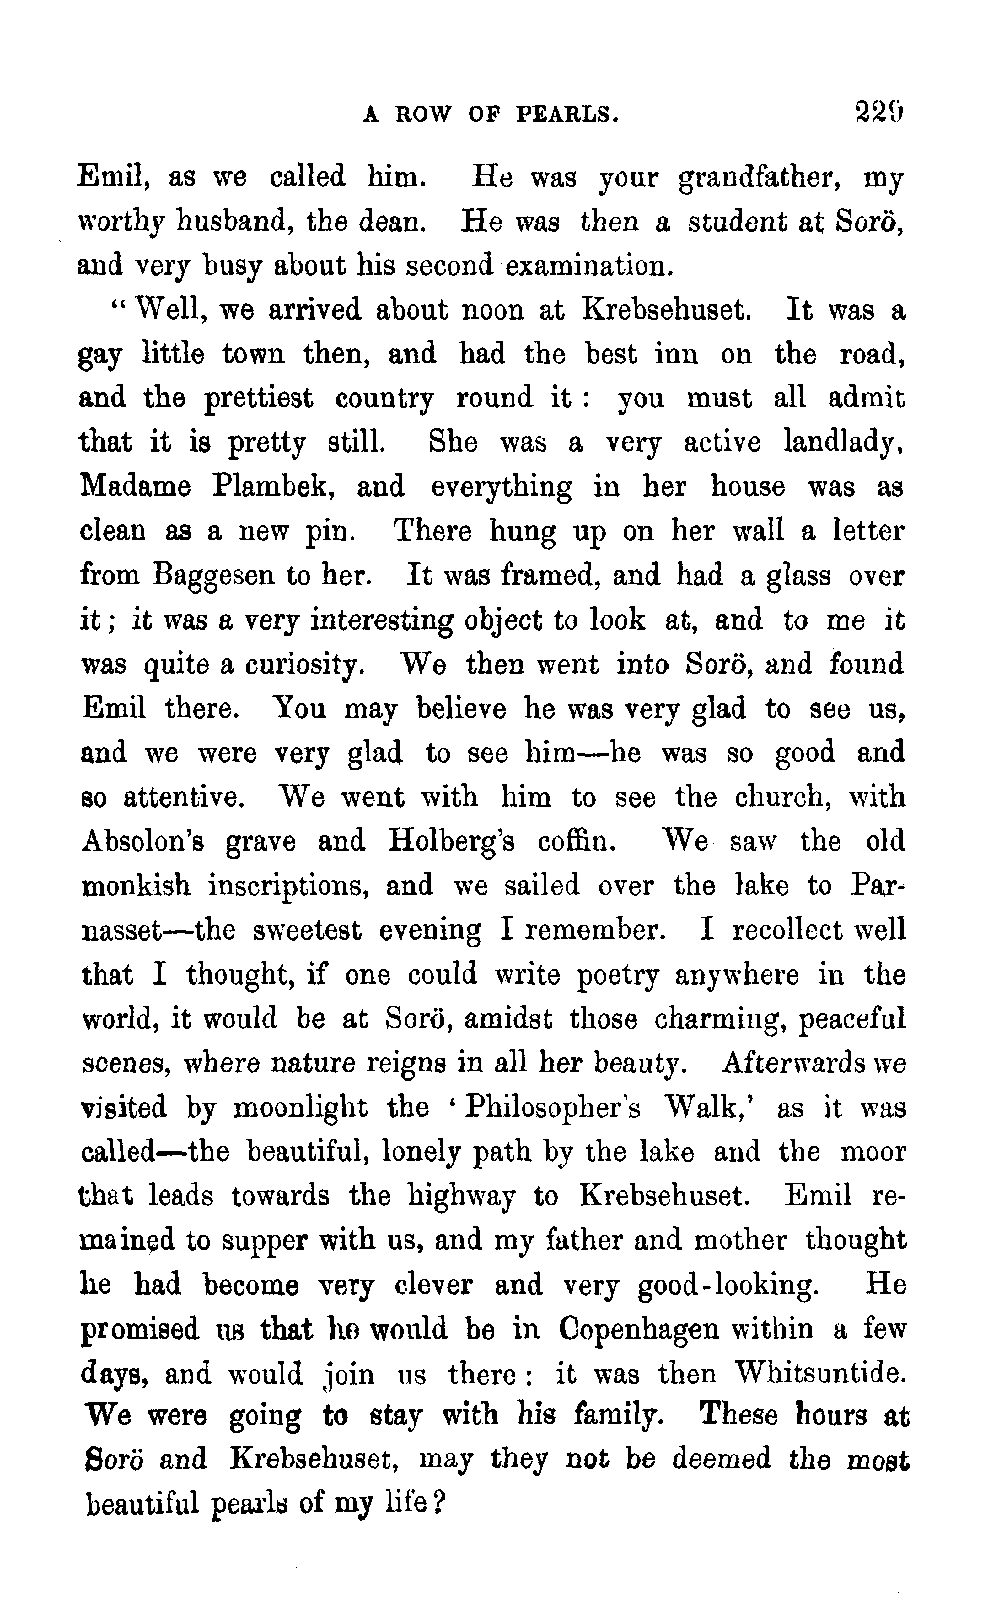 A ROW OF PEARLS. 229
Emil, as we called him. He was your grandfather, my
worthy husband, the dean. He was then a student at Sorö,
and very busy about his second examination.
“ Well, we arrived about noon at Krebsehuset. It was a
gay little town then, and had the best inn on the road,
and the prettiest country round it : you must all admit
that it is pretty still. She was a very active landlady,
Madame Plambek, and everything in her house was as
clean as a new pin. There hung up on her wall a letter
from Baggesen to her. It was framed, and had a glass over
it ; it was a very interesting object to look at, and to me it
was quite a curiosity. We then went into Sorö, and found
Emil there. You may believe he was very glad to see us,
and we were very glad to see him—he was so good and
so attentive. We went with him to see the church, with
Absolon's grave and Holberg's coffin. We saw the old
monkish inscriptions, and we sailed over the lake to Par-
nasset—the sweetest evening I remember. I recollect well
that I thought, if one could write poetry anywhere in the
world, it would be at Sorö, amidst those charming, peaceful
scenes, where nature reigns in all her beauty. Afterwards we
visited by moonlight the ‘ Philosopher's Walk,’ as it was
called—the beautiful, lonely path by the lake and the moor
that leads towards the highway to Krebsehuset. Emil re-
mained to supper with us, and my father and mother thought
he had become very clever and very good-looking. He
promised us that he would be in Copenhagen within a few
days, and would join us there : it was then Whitsuntide.
We were going to stay with his family. These hours at
Sorö and Krebsehuset, may they not be deemed the most
beautiful pearls of my life?